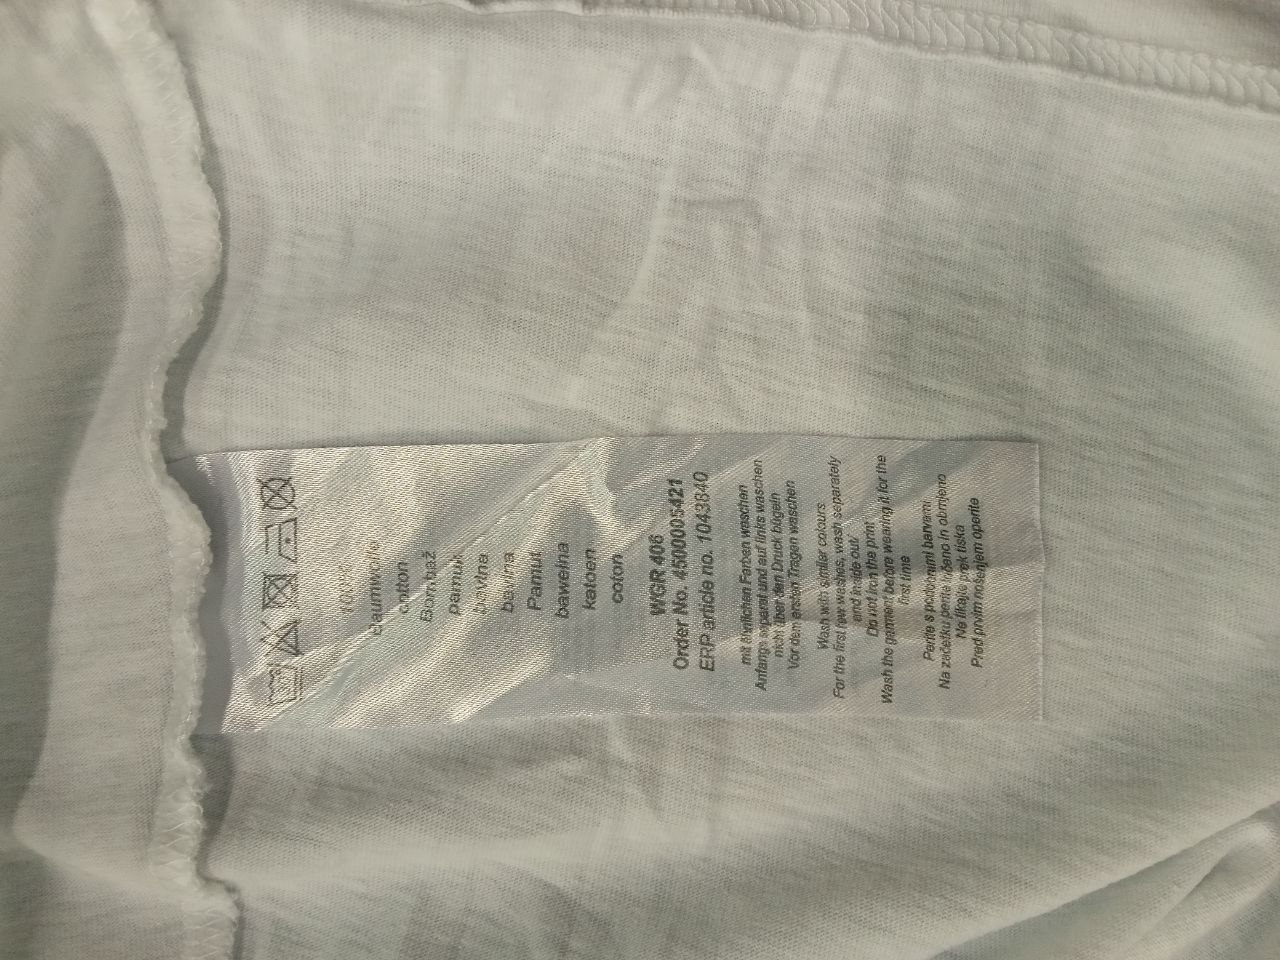 100%
Baumwolle
cotton
Bombaž
pamuk
bavlna
bavlna
Pamut
bawełna
katoen
coton
WGR 406
Order No. 4500005421
ERP article no. 1043840
mit ähnlichen Farben waschen
Anfangs separat und auf links waschen
nicht über den Druck bügeln
Vor dem ersten Tragen waschen
Wash with similar colours
For the first few washes, wash separately
and inside out/
Do not iron the print
Wash the garment before wearing it for the
first time
Perite s podobnimi barvami
Na začetku perite ločeno in obrnjeno
Ne likajte prek tiska
Pred prvim nošenjem operite